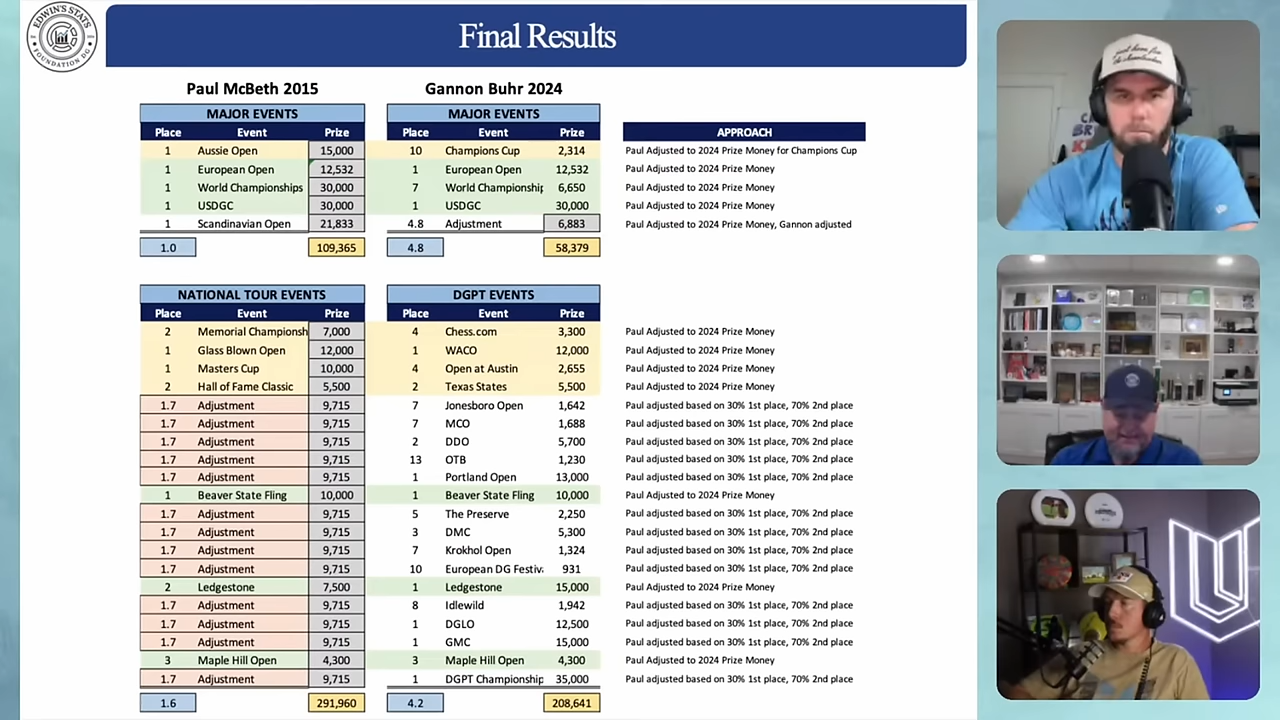 EDWIN'S STATS
FOUNDATION DG
Final Results
Paul McBeth 2015 Gannon Buhr 2024
MAJOR EVENTS MAJOR EVENTS
Place Event Prize Place Event Prize APPROACH
1 Aussie Open 15,000 10 Champions Cup 2,314 Paul Adjusted to 2024 Prize Money for Champions Cup
1 European Open 12,532 1 European Open 12,532 Paul Adjusted to 2024 Prize Money
1 World Championships 30,000 7 World Championship 6,650 Paul Adjusted to 2024 Prize Money
1 USDGC 30,000 1 USDGC 30,000 Paul Adjusted to 2024 Prize Money
1 Scandinavian Open 21,833 4.8 Adjustment 6,883 Paul Adjusted to 2024 Prize Money, Gannon adjusted
1.0 109,365 4.8 58,379
NATIONAL TOUR EVENTS DGPT EVENTS
Place Event Prize Place Event Prize
2 Memorial Championsh 7,000 4 Chess.com 3,300 Paul Adjusted to 2024 Prize Money
1 Glass Blown Open 12,000 1 WACO 12,000 Paul Adjusted to 2024 Prize Money
1 Masters Cup 10,000 4 Open at Austin 2,655 Paul Adjusted to 2024 Prize Money
2 Hall of Fame Classic 5,500 2 Texas States 5,500 Paul Adjusted to 2024 Prize Money
1.7 Adjustment 9,715 7 Jonesboro Open 1,642 Paul adjusted based on 30% 1st place, 70% 2nd place
1.7 Adjustment 9,715 7 MCO 1,688 Paul adjusted based on 30% 1st place, 70% 2nd place
1.7 Adjustment 9,715 2 DDO 5,700 Paul adjusted based on 30% 1st place, 70% 2nd place
1.7 Adjustment 9,715 13 OTB 1,230 Paul adjusted based on 30% 1st place, 70% 2nd place
1.7 Adjustment 9,715 1 Portland Open 13,000 Paul adjusted based on 30% 1st place, 70% 2nd place
1 Beaver State Fling 10,000 1 Beaver State Fling 10,000 Paul Adjusted to 2024 Prize Money
1.7 Adjustment 9,715 5 The Preserve 2,250 Paul adjusted based on 30% 1st place, 70% 2nd place
1.7 Adjustment 9,715 3 DMC 5,300 Paul adjusted based on 30% 1st place, 70% 2nd place
1.7 Adjustment 9,715 7 Krokhol Open 1,324 Paul adjusted based on 30% 1st place, 70% 2nd place
1.7 Adjustment 9,715 10 European DG Festiva 931 Paul adjusted based on 30% 1st place, 70% 2nd place
2 Ledgestone 7,500 1 Ledgestone 15,000 Paul Adjusted to 2024 Prize Money
1.7 Adjustment 9,715 8 Idlewild 1,942 Paul adjusted based on 30% 1st place, 70% 2nd place
1.7 Adjustment 9,715 1 DGLO 12,500 Paul adjusted based on 30% 1st place, 70% 2nd place
1.7 Adjustment 9,715 1 GMC 15,000 Paul adjusted based on 30% 1st place, 70% 2nd place
3 Maple Hill Open 4,300 3 Maple Hill Open 4,300 Paul Adjusted to 2024 Prize Money
1.7 Adjustment 9,715 1 DGPT Championship 35,000 Paul adjusted based on 30% 1st place, 70% 2nd place
1.6 291,960 4.2 208,641